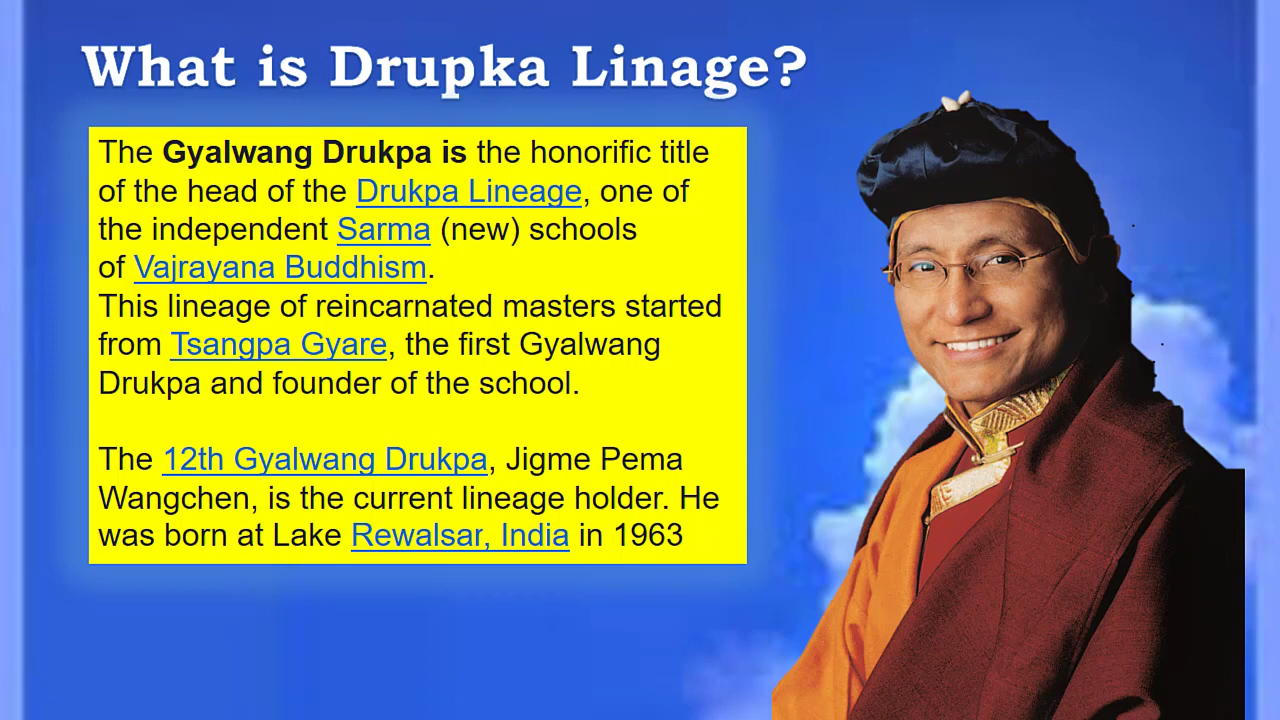 What is Drupka Linage?
The Gyalwang Drukpa is the honorific title
of the head of the Drukpa Lineage, one of
the independent Sarma (new) schools
of Vajrayana Buddhism.
This lineage of reincarnated masters started
from Tsangpa Gyare, the first Gyalwang
Drukpa and founder of the school.
The 12th Gyalwang Drukpa, Jigme Pema
Wangchen, is the current lineage holder. He
was born at Lake Rewalsar, India in 1963